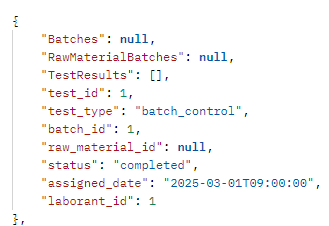 {
"Batches": null,
"RawMaterialBatches": null,
"TestResults": [],
"test_id": 1,
"test_type": "batch_control",
"batch_id": 1,
"raw_material_id": null,
"status": "completed",
"assigned_date": "2025-03-01T09:00:00",
"laborant_id": 1
},